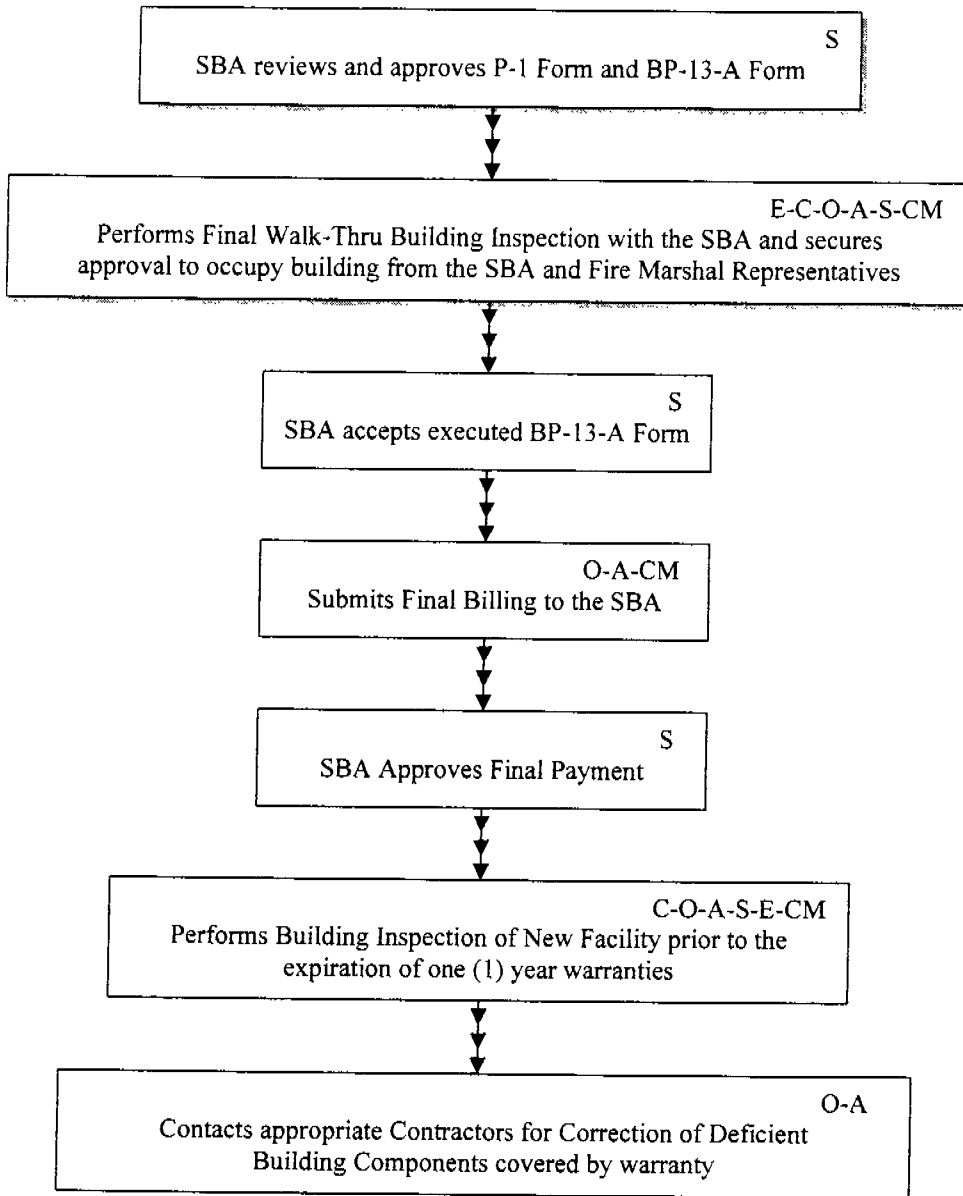 S
SBA reviews and approves P-1 Form and BP-13-A Form
E-C-O-A-S-CM
Performs Final Walk-Thru Building Inspection with the SBA and secures
approval to occupy building from the SBA and Fire Marshal Representatives
S
SBA accepts executed BP-13-A Form
O-A-CM
Submits Final Billing to the SBA
S
SBA Approves Final Payment
C-O-A-S-E-CM
Performs Building Inspection of New Facility prior to the
expiration of one (1) year warranties
O-A
Contacts appropriate Contractors for Correction of Deficient
Building Components covered by warranty